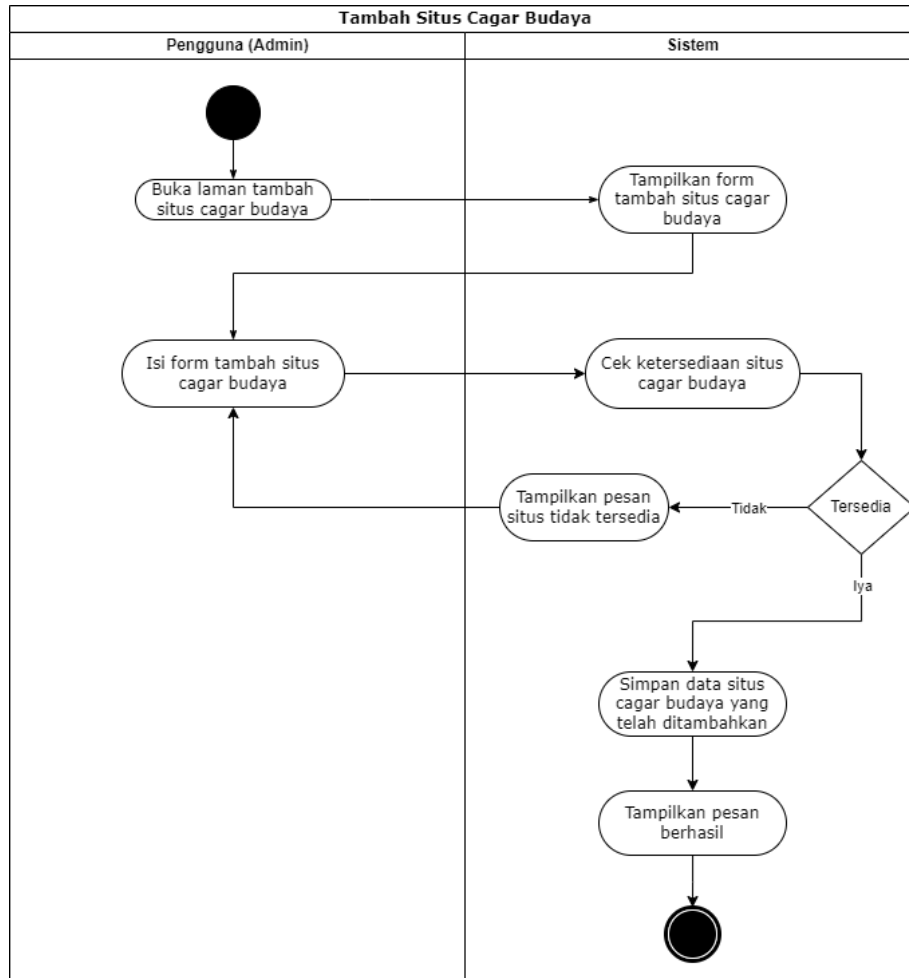 Tambah Situs Cagar Budaya
Pengguna (Admin)
Sistem
Buka laman tambah
situs cagar budaya
Tampilkan form
tambah situs cagar
budaya
Isi form tambah situs
cagar budaya
Cek ketersediaan situs
cagar budaya
Tampilkan pesan
situs tidak tersedia
Tidak
Tersedia
Iya
Simpan data situs
cagar budaya yang
telah ditambahkan
Tampilkan pesan
berhasil